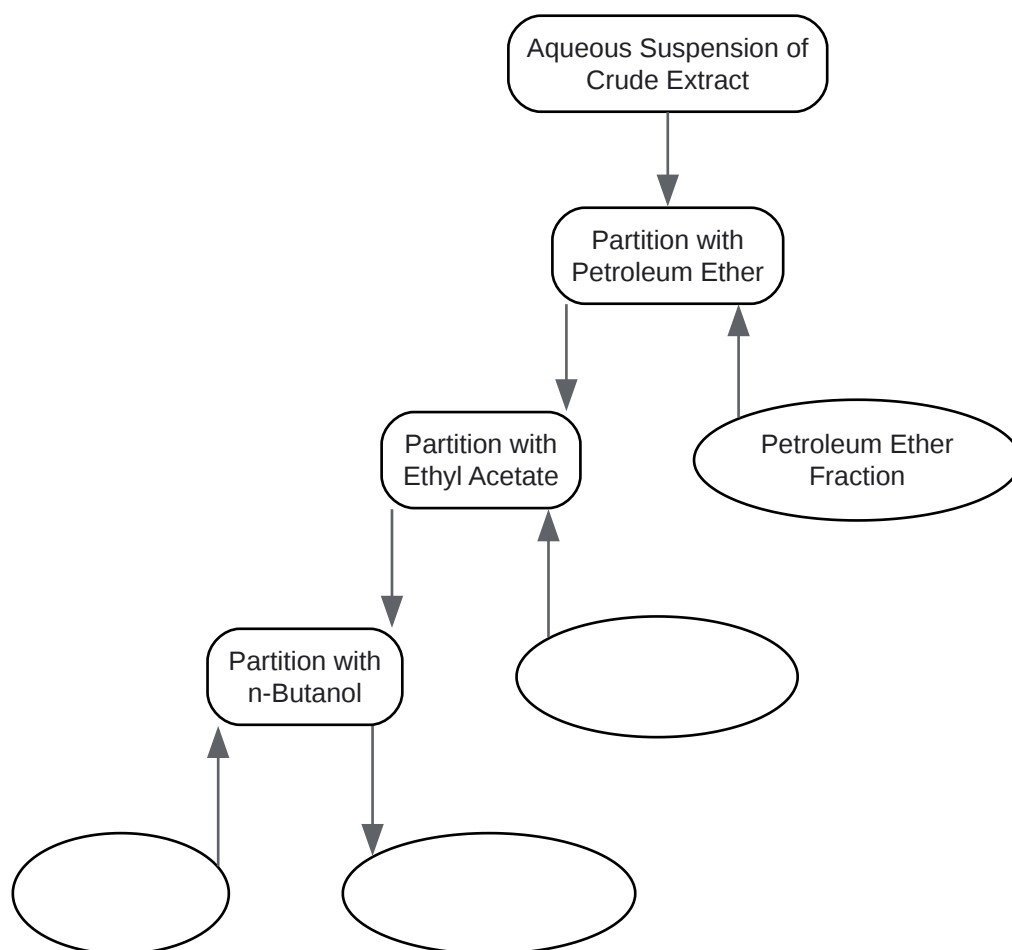 Aqueous Suspension of
Crude Extract
Partition with
Petroleum Ether
Partition with
Ethyl Acetate
Petroleum Ether
Fraction
Partition with
n-Butanol